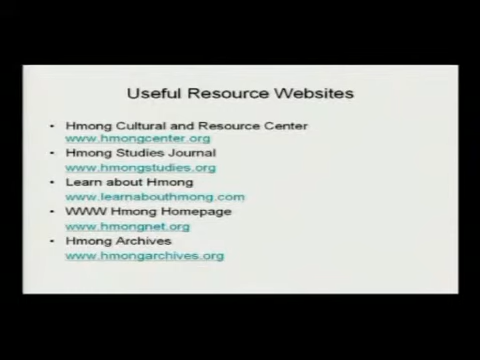 Useful Resource Websites
• Hmong Cultural and Resource Center
www.hmongcenter.org
• Hmong Studies Journal
www.hmongstudies.org
• Learn about Hmong
www.learnabouthmong.com
• WWW Hmong Homepage
www.hmongnet.org
• Hmong Archives
www.hmongarchives.org